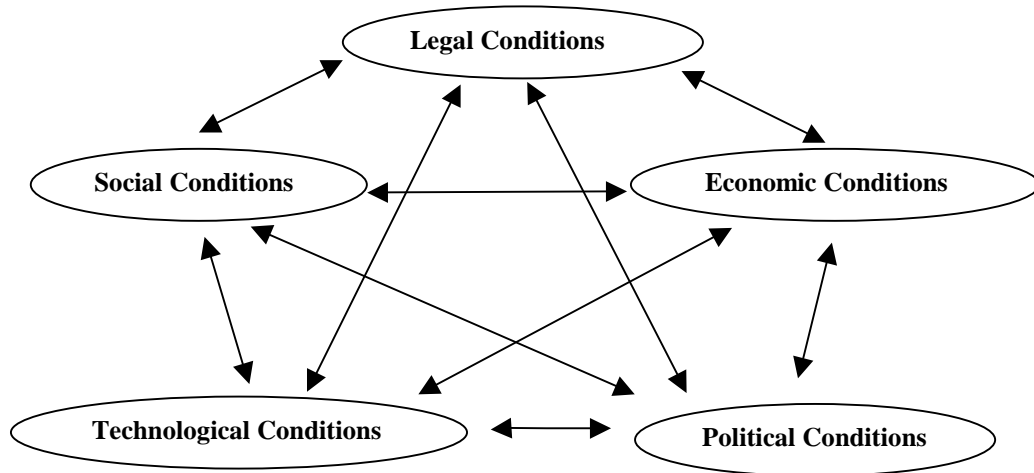 Legal Conditions
Social Conditions
Economic Conditions
Technological Conditions
Political Conditions